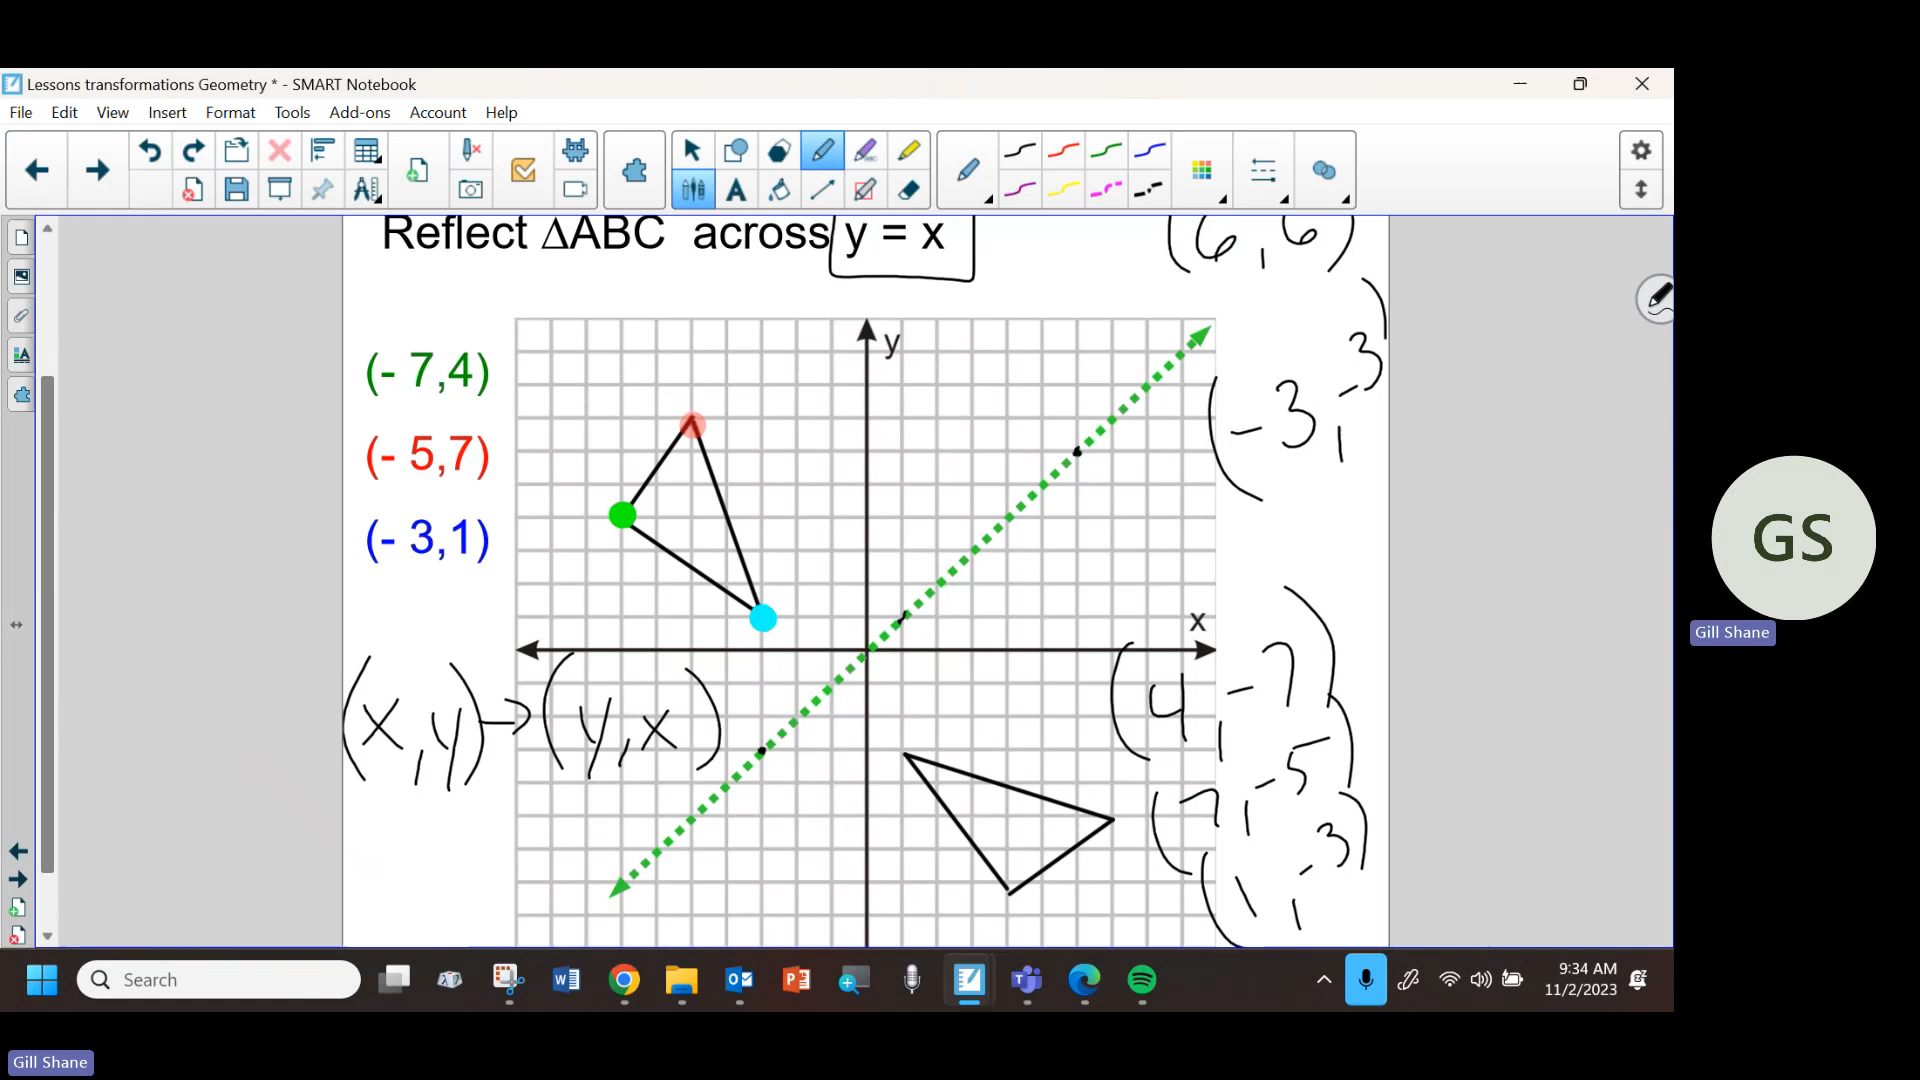 Lessons transformations Geometry * - SMART Notebook
File Edit View Insert Format Tools Add-ons Account Help
Reflect ΔABC across y = x
(6,6)
(- 7,4)
(- 5,7)
(- 3,1)
y
x
(-3,-3)
(x,y)→(y,x)
(4,-7)
(7,-5)
(1,-3)
GS
Gill Shane
Search
9:34 AM
11/2/2023
Gill Shane